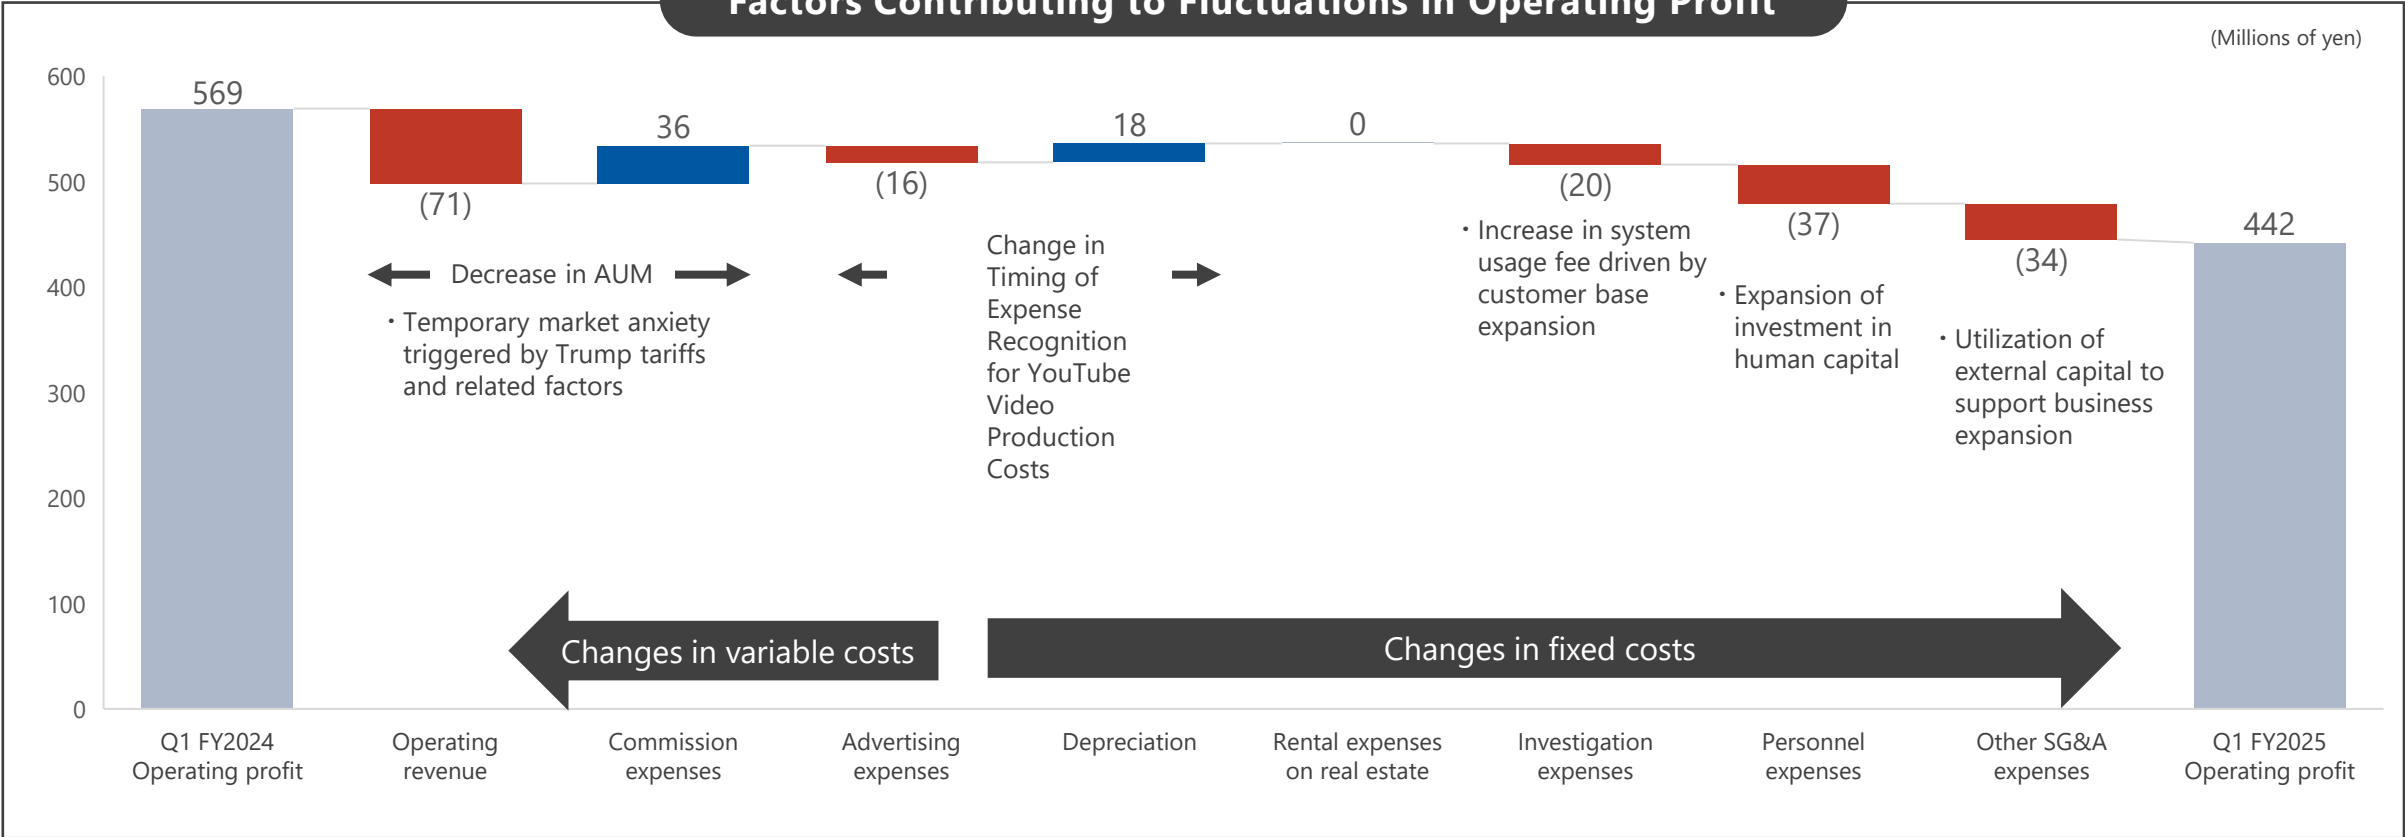 Factors Contributing to Fluctuations in Operating Profit
(Millions of yen)
600
500
400
300
200
100
0
569
(71)
36
(16)
18
0
(20)
(37)
(34)
442
Decrease in AUM
・Temporary market anxiety
triggered by Trump tariffs
and related factors
Change in
Timing of
Expense
Recognition
for YouTube
Video
Production
Costs
・Increase in system
usage fee driven by
customer base
expansion
・Expansion of
investment in
human capital
・Utilization of
external capital to
support business
expansion
Changes in variable costs
Changes in fixed costs
Q1 FY2024
Operating profit
Operating
revenue
Commission
expenses
Advertising
expenses
Depreciation
Rental expenses
on real estate
Investigation
expenses
Personnel
expenses
Other SG&A
expenses
Q1 FY2025
Operating profit